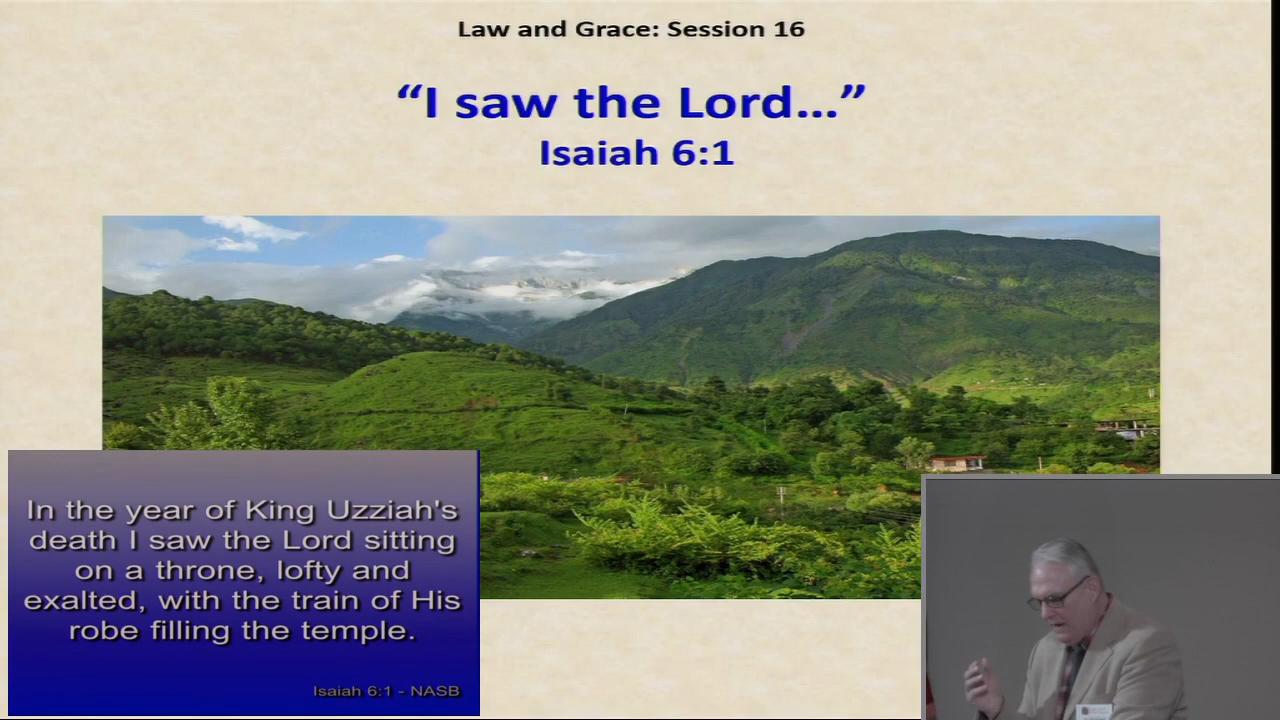 Law and Grace: Session 16
“I saw the Lord...”
Isaiah 6:1
In the year of King Uzziah's
death I saw the Lord sitting
on a throne, lofty and
exalted, with the train of His
robe filling the temple.
Isaiah 6:1 - NASB